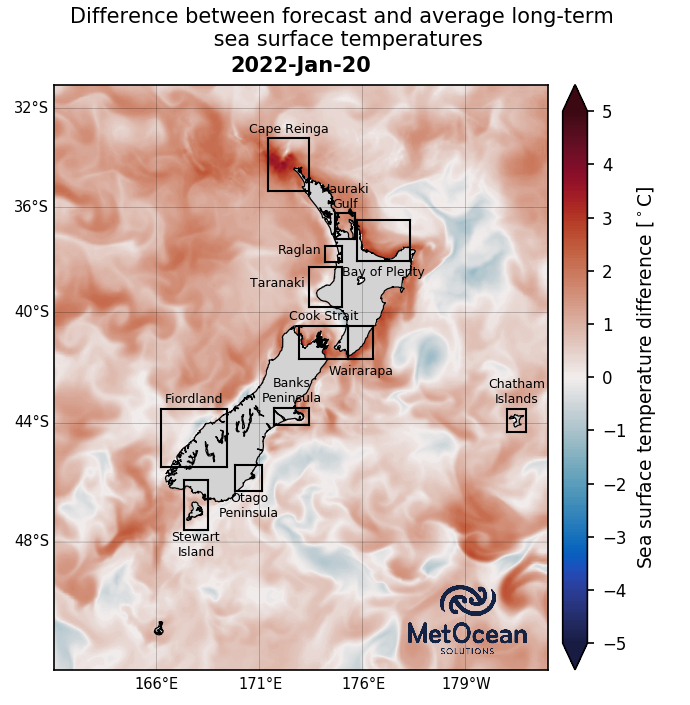 Difference between forecast and average long-term
sea surface temperatures
2022-Jan-20
32°S
36°S
40°S
44°S
48°S
Cape Reinga
Hauraki
Gulf
Raglan
Bay of Plenty
Taranaki
Cook Strait
Wairarapa
Banks
Peninsula
Fiordland
Chatham
Islands
Otago
Peninsula
Stewart
Island
MetOcean
SOLUTIONS
166°E
171°E
176°E
179°W
5
4
3
2
1
0
−1
−2
−3
−4
−5
Sea surface temperature difference [°C]